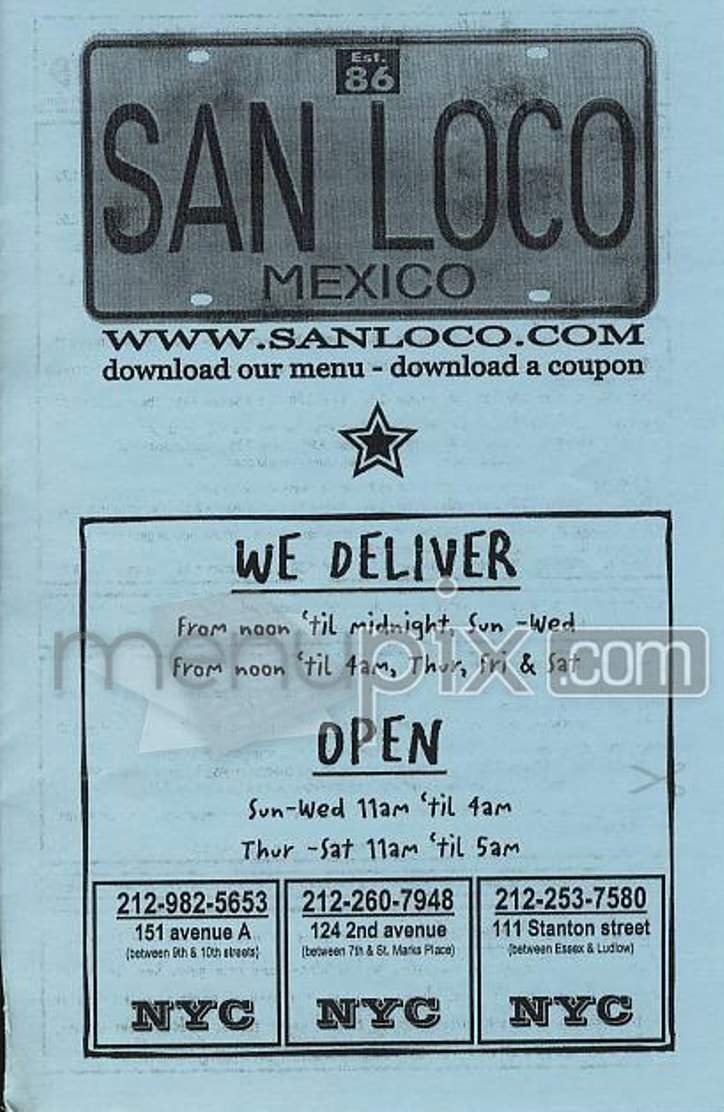 Est.
86
SAN LOCO
MEXICO
WWW.SANLOCO.COM
download our menu - download a coupon
WE DELIVER
From noon 'til midnight, Sun -Wed
From noon 'til 4am, Thur, Fri & Sat
menupix.com
OPEN
Sun-Wed 11am 'til 4am
Thur -Sat 11am 'til 5am
212-982-5653
151 avenue A
(between 9th & 10th streets)
NYC
212-260-7948
124 2nd avenue
(between 7th & St. Marks Place)
NYC
212-253-7580
111 Stanton street
(between Essex & Ludlow)
NYC